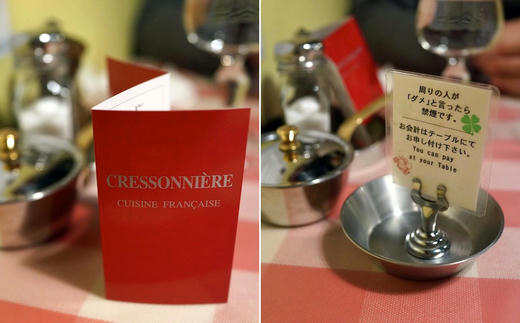 CRESSONNIÈRE
CUISINE FRANÇAISE
周りの人が
「ダメ」と言ったら
禁煙です。
お会計はテーブルにて
お申し付け下さい。
You can pay
at your Table